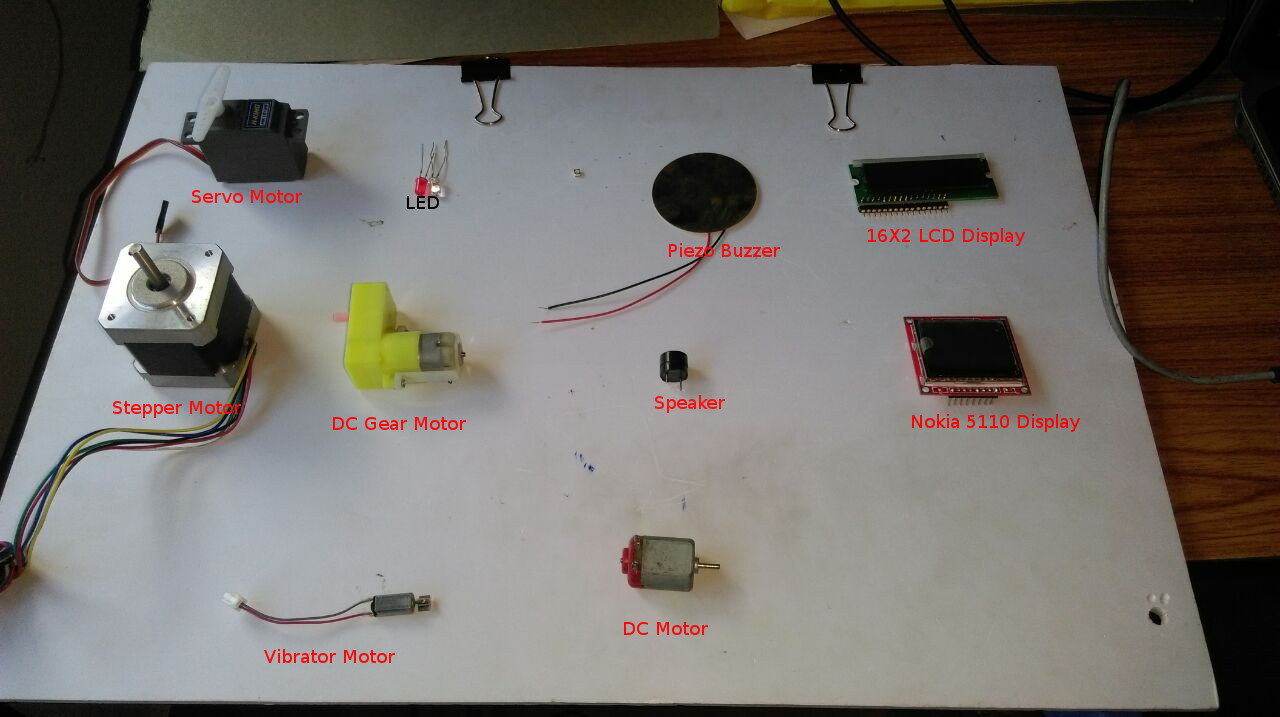 Servo Motor
LED
Piezo Buzzer
16X2 LCD Display
Stepper Motor
DC Gear Motor
Speaker
Nokia 5110 Display
Vibrator Motor
DC Motor